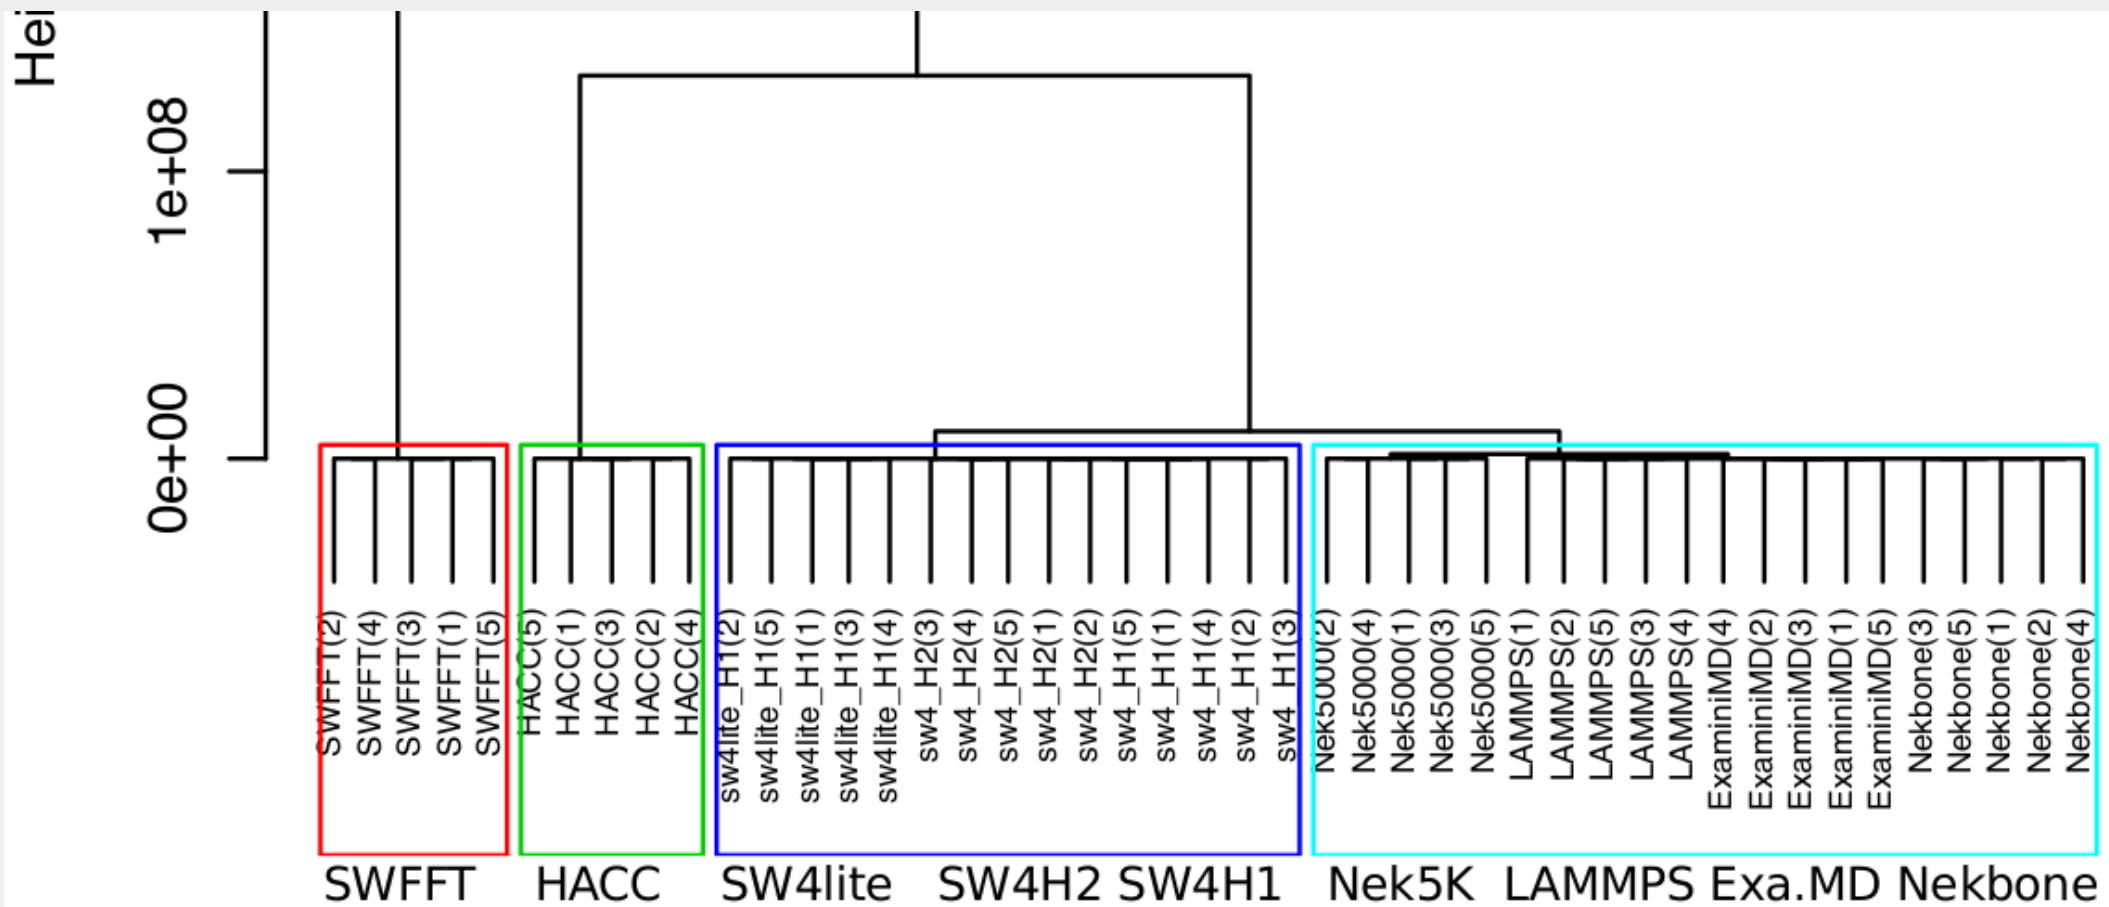 Hei
1e+08
0e+00
SWFFT(2)
SWFFT(4)
SWFFT(3)
SWFFT(1)
SWFFT(5)
HACC(5)
HACC(1)
HACC(3)
HACC(2)
HACC(4)
sw4lite_H1(2)
sw4lite_H1(5)
sw4lite_H1(1)
sw4lite_H1(3)
sw4lite_H1(4)
sw4_H2(3)
sw4_H2(4)
sw4_H2(5)
sw4_H2(1)
sw4_H2(2)
sw4_H1(5)
sw4_H1(1)
sw4_H1(4)
sw4_H1(2)
sw4_H1(3)
Nek5000(2)
Nek5000(4)
Nek5000(1)
Nek5000(3)
Nek5000(5)
LAMMPS(1)
LAMMPS(2)
LAMMPS(5)
LAMMPS(3)
LAMMPS(4)
ExaminiMD(4)
ExaminiMD(2)
ExaminiMD(3)
ExaminiMD(1)
ExaminiMD(5)
Nekbone(3)
Nekbone(5)
Nekbone(1)
Nekbone(2)
Nekbone(4)
SWFFT HACC SW4lite SW4H2 SW4H1 Nek5K LAMMPS Exa.MD Nekbone